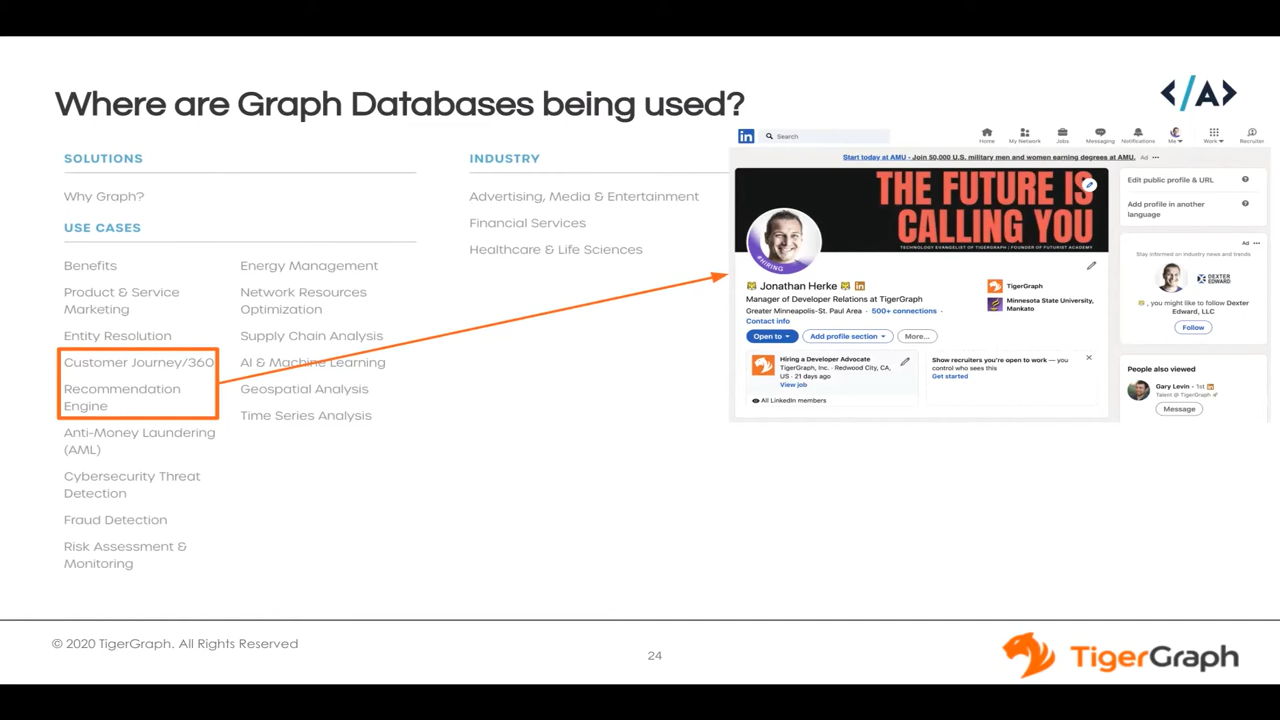 Where are Graph Databases being used?
</A>
SOLUTIONS
Why Graph?
USE CASES
Benefits
Product & Service
Marketing
Entity Resolution
Customer Journey/360
Recommendation
Engine
Anti-Money Laundering
(AML)
Cybersecurity Threat
Detection
Fraud Detection
Risk Assessment &
Monitoring
Energy Management
Network Resources
Optimization
Supply Chain Analysis
AI & Machine Learning
Geospatial Analysis
Time Series Analysis
INDUSTRY
Advertising, Media & Entertainment
Financial Services
Healthcare & Life Sciences
in
Search
Home
My Network
Jobs
Messaging
Notifications
Me
Work
Recruiter
Start today at AMU - Join 50,000 U.S. military men and women earning degrees at AMU. Ad
THE FUTURE IS
CALLING YOU
TECHNOLOGY EVANGELIST OF TIGERGRAPH, FOUNDER OF FUTURIST ACADEMY
#HIRING
Jonathan Herke in
Manager of Developer Relations at TigerGraph
Greater Minneapolis-St. Paul Area · 500+ connections ·
Contact info
Open to
Add profile section
More...
TigerGraph
Minnesota State University,
Mankato
Hiring a Developer Advocate
TigerGraph, Inc. · Redwood City, CA,
US · 21 days ago
View job
All LinkedIn members
Show recruiters you're open to work — you
control who sees this
Get started
Edit public profile & URL
Add profile in another
language
Ad
Stay informed on industry news and trends
DEXTER
EDWARD
, you might like to follow Dexter
Edward, LLC
Follow
People also viewed
Gary Levin · 1st in
Talent @ TigerGraph
Message
© 2020 TigerGraph. All Rights Reserved
24
TigerGraph